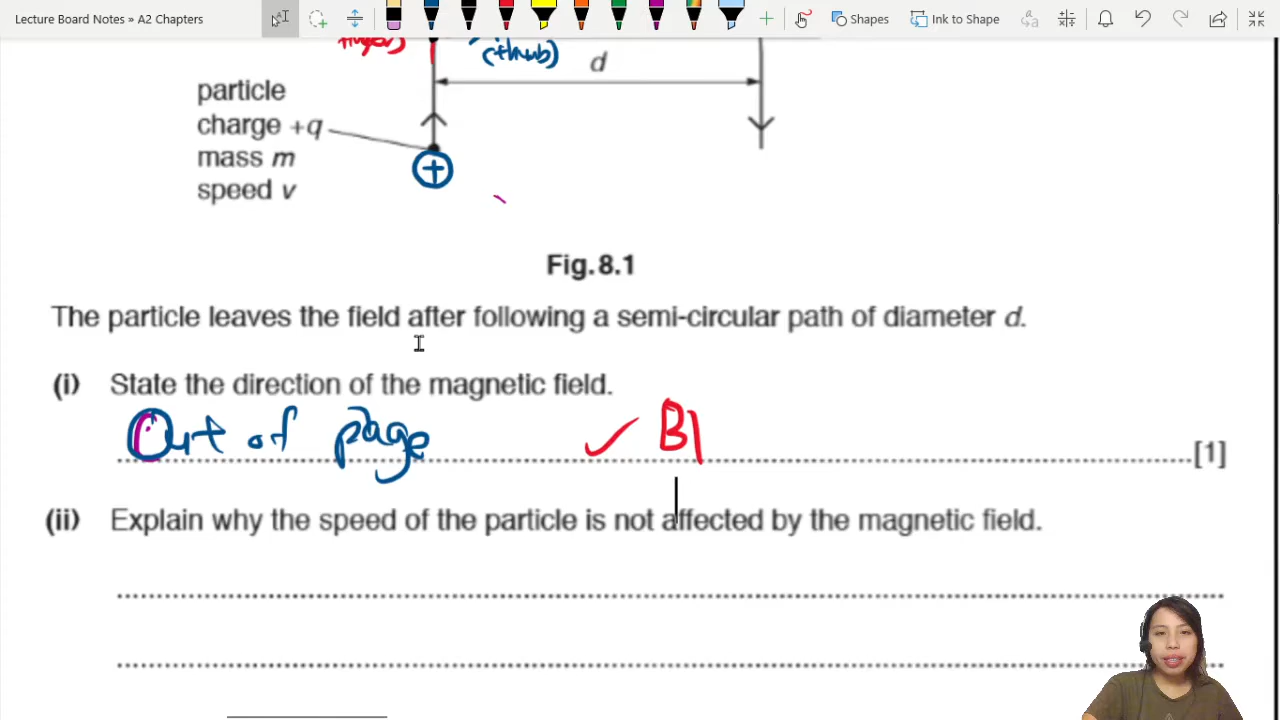 Lecture Board Notes » A2 Chapters
Shapes
Ink to Shape
(thub)
d
particle
charge +q
mass m
speed v
+
Fig. 8.1
The particle leaves the field after following a semi-circular path of diameter d.
(i) State the direction of the magnetic field.
Out of page ✓ B1
[1]
(ii) Explain why the speed of the particle is not affected by the magnetic field.